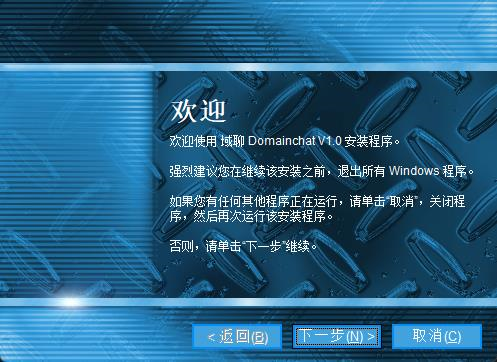 欢迎
欢迎使用 域聊 Domainchat V1.0 安装程序。
强烈建议您在继续该安装之前，退出所有 Windows 程序。
如果您有任何其他程序正在运行，请单击“取消”，关闭程
序，然后再次运行该安装程序。
否则，请单击“下一步”继续。
< 返回(B)
下一步(N) >
取消(C)